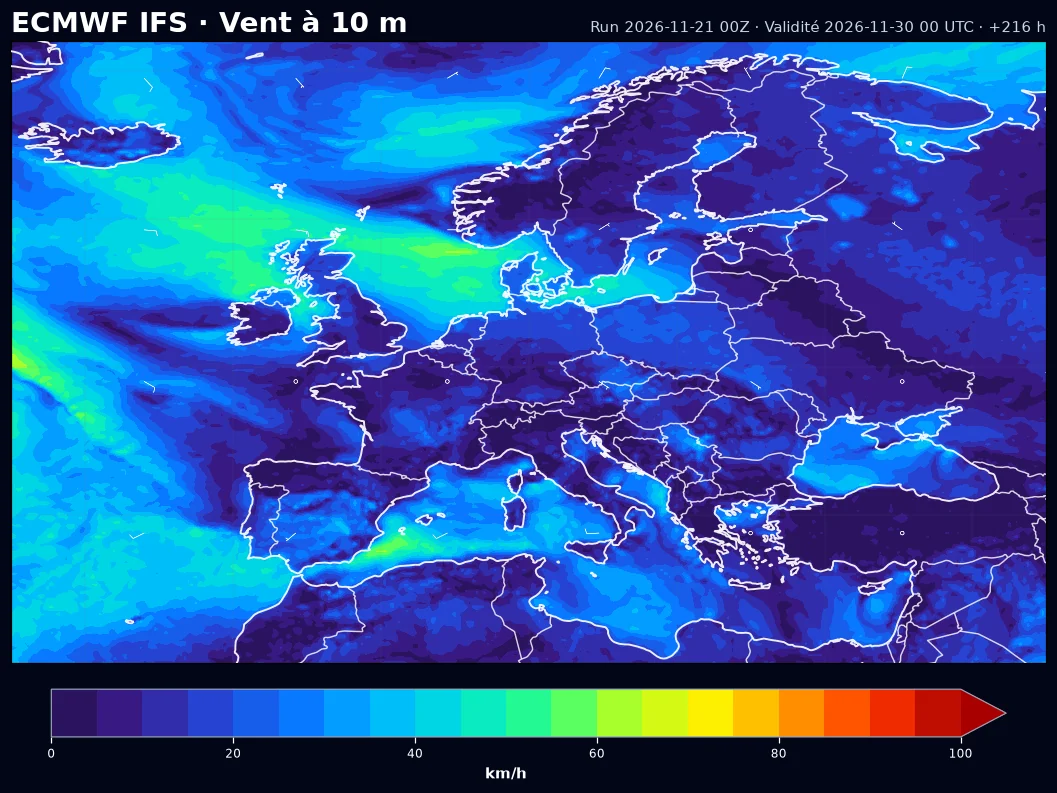 ECMWF IFS · Vent à 10 m
Run 2026-11-21 00Z · Validité 2026-11-30 00 UTC · +216 h
0 20 40 60 80 100
km/h